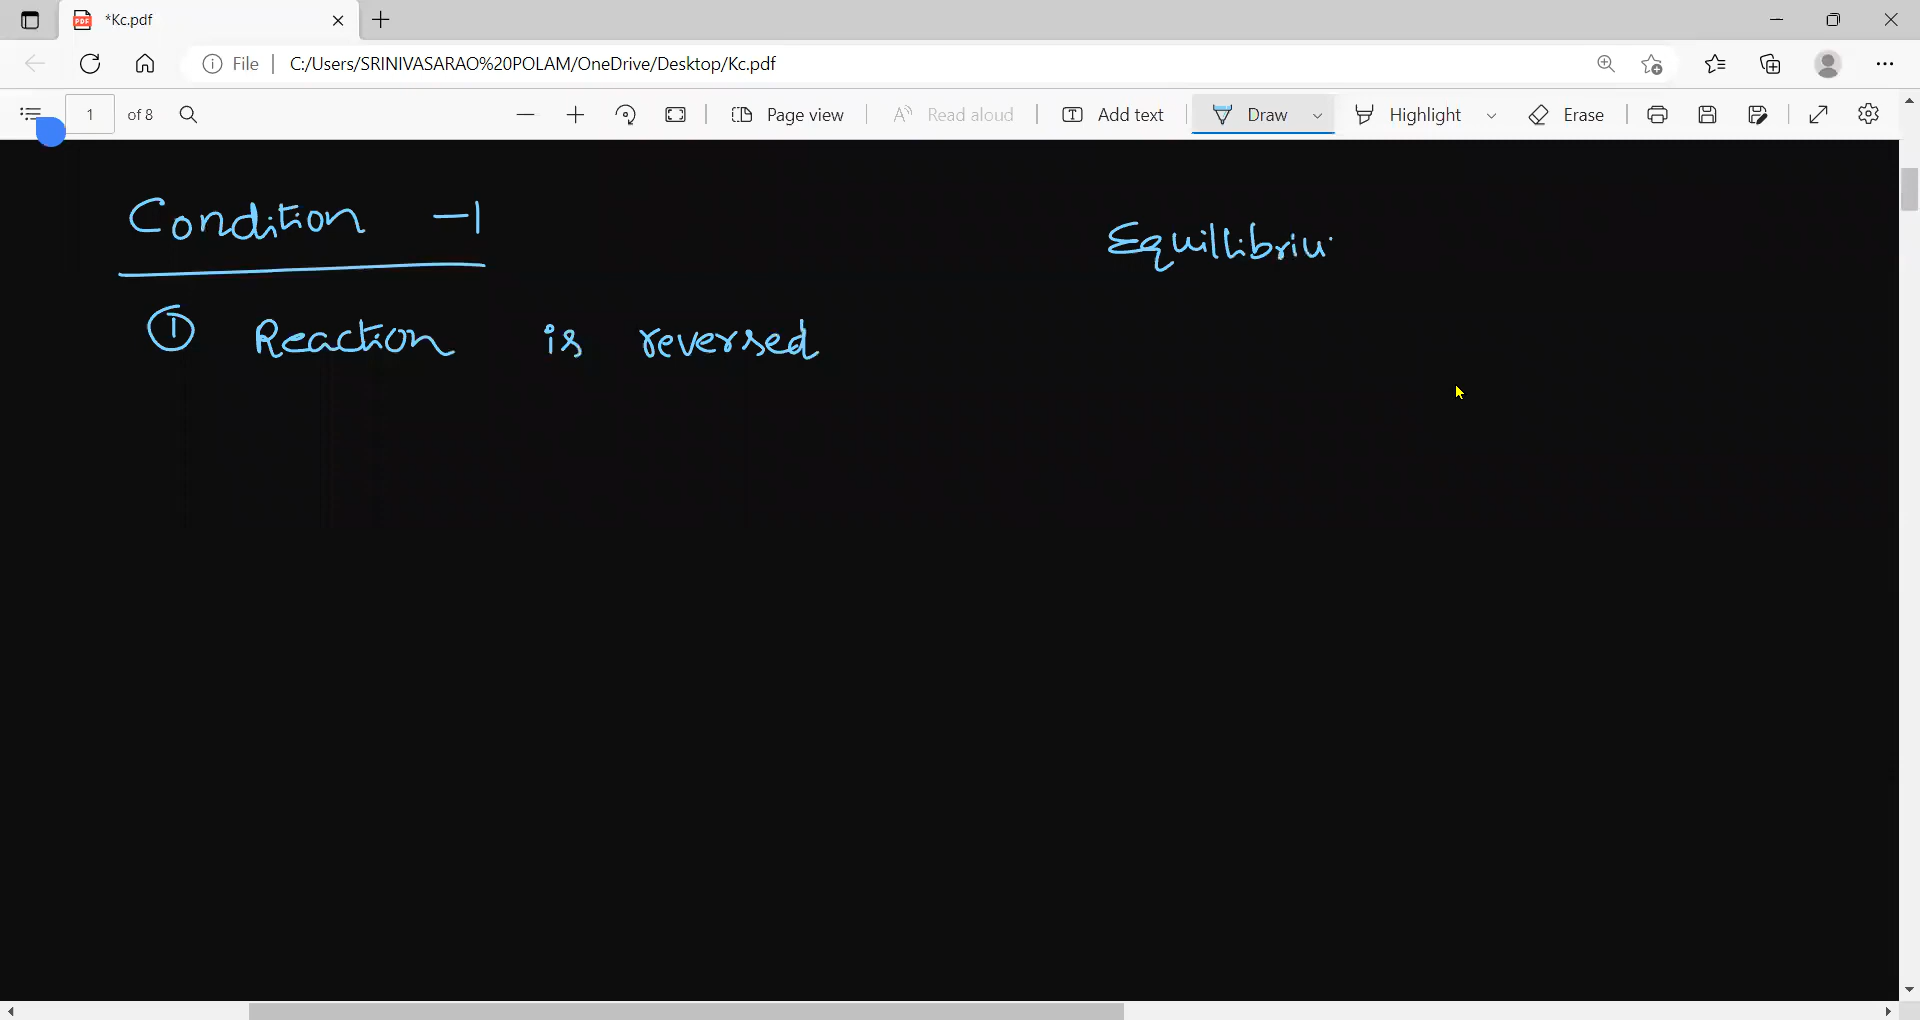 *Kc.pdf
File
C:/Users/SRINIVASARAO%20POLAM/OneDrive/Desktop/Kc.pdf
1 of 8
Page view
Read aloud
Add text
Draw
Highlight
Erase
Condition -1
Equillibriu
① Reaction is reversed